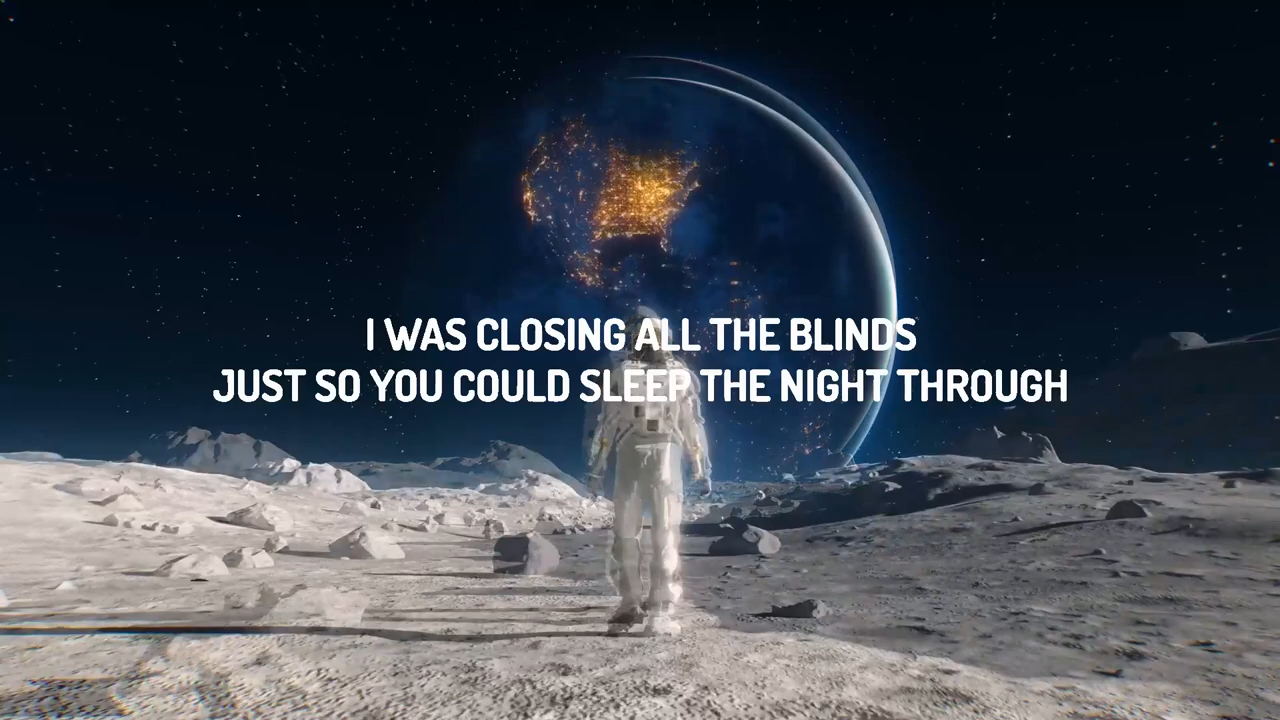 I WAS CLOSING ALL THE BLINDS
JUST SO YOU COULD SLEEP THE NIGHT THROUGH